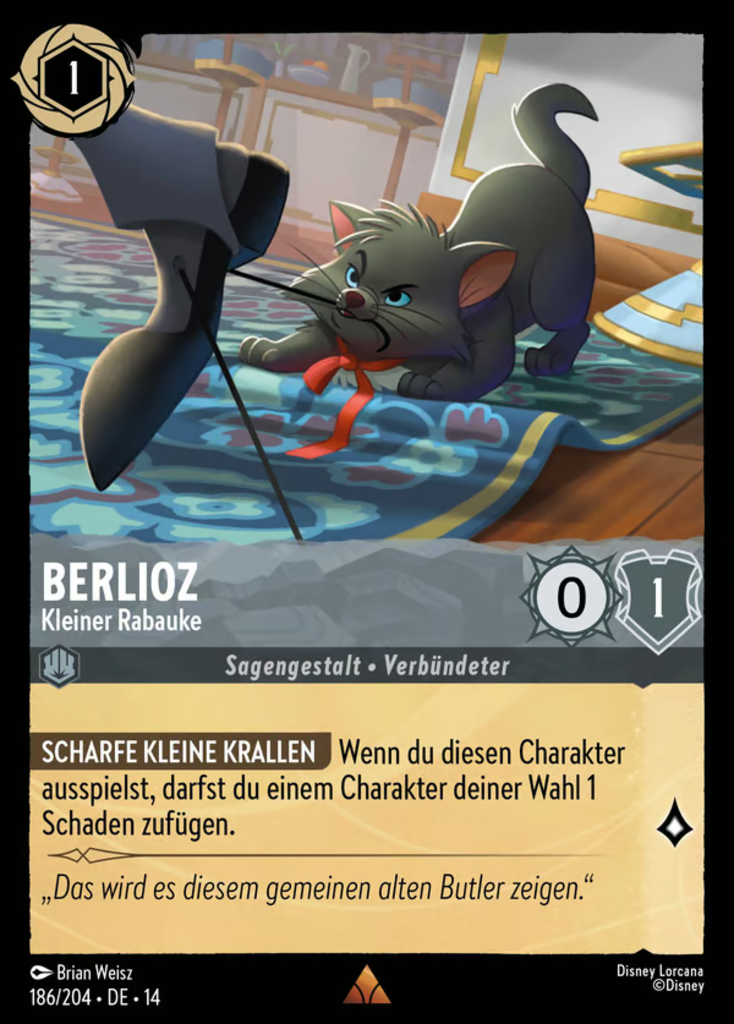 1
BERLIOZ
Kleiner Rabauke
0
1
Sagengestalt • Verbündeter
SCHARFE KLEINE KRALLEN Wenn du diesen Charakter
ausspielst, darfst du einem Charakter deiner Wahl 1
Schaden zufügen.
„Das wird es diesem gemeinen alten Butler zeigen.“
Brian Weisz
186/204 • DE • 14
Disney Lorcana
©Disney